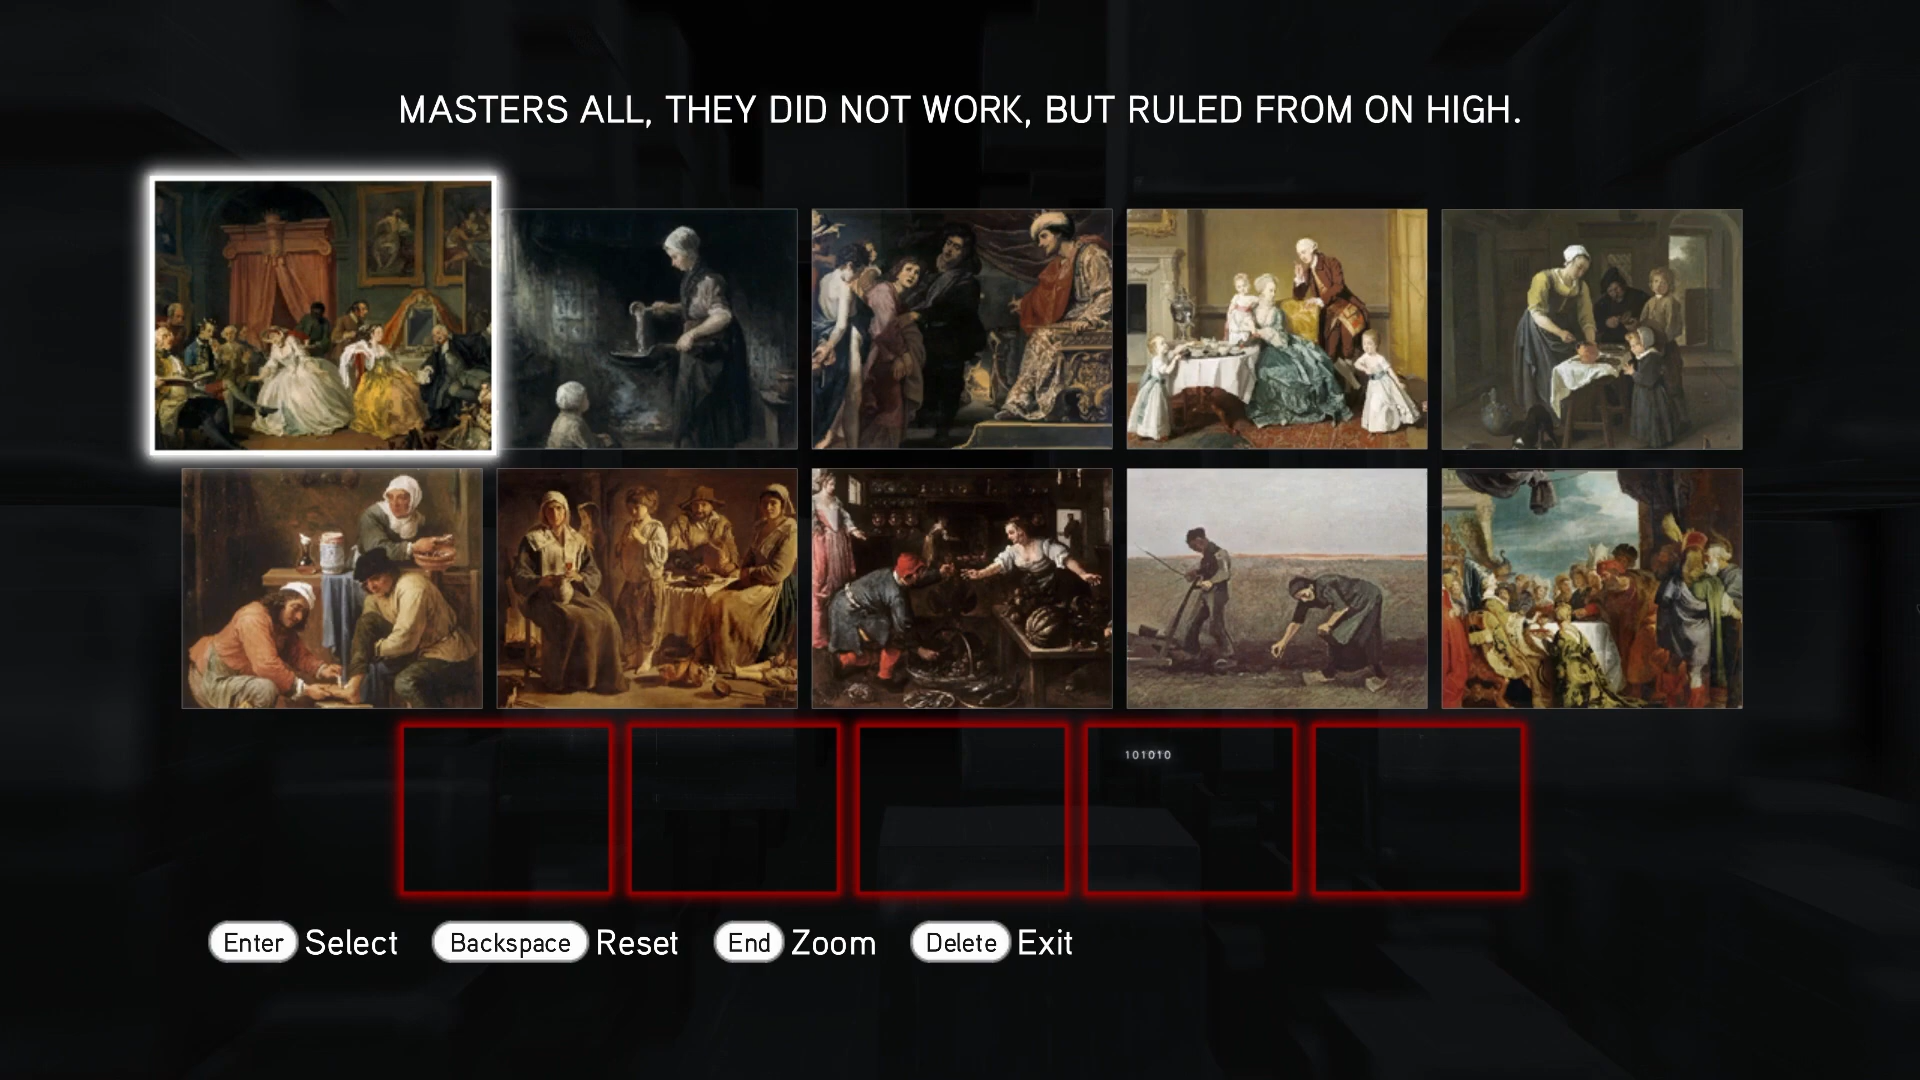 MASTERS ALL, THEY DID NOT WORK, BUT RULED FROM ON HIGH.
101010
Enter Select Backspace Reset End Zoom Delete Exit